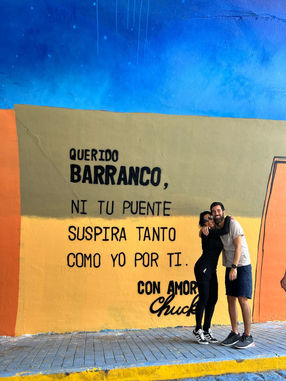 QUERIDO
BARRANCO,
NI TU PUENTE
SUSPIRA TANTO
COMO YO POR TI.
CON AMOR
Chuck